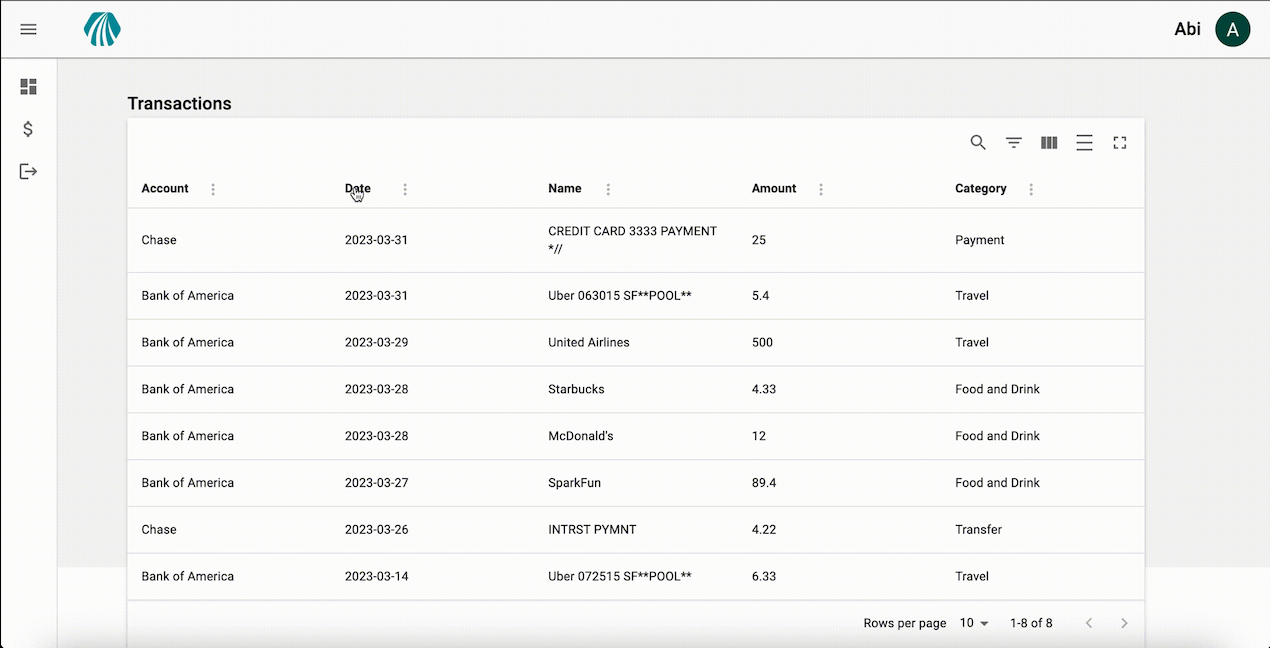 Abi A
Transactions
Account Date Name Amount Category
Chase 2023-03-31 CREDIT CARD 3333 PAYMENT *// 25 Payment
Bank of America 2023-03-31 Uber 063015 SF**POOL** 5.4 Travel
Bank of America 2023-03-29 United Airlines 500 Travel
Bank of America 2023-03-28 Starbucks 4.33 Food and Drink
Bank of America 2023-03-28 McDonald's 12 Food and Drink
Bank of America 2023-03-27 SparkFun 89.4 Food and Drink
Chase 2023-03-26 INTRST PYMNT 4.22 Transfer
Bank of America 2023-03-14 Uber 072515 SF**POOL** 6.33 Travel
Rows per page 10 1-8 of 8